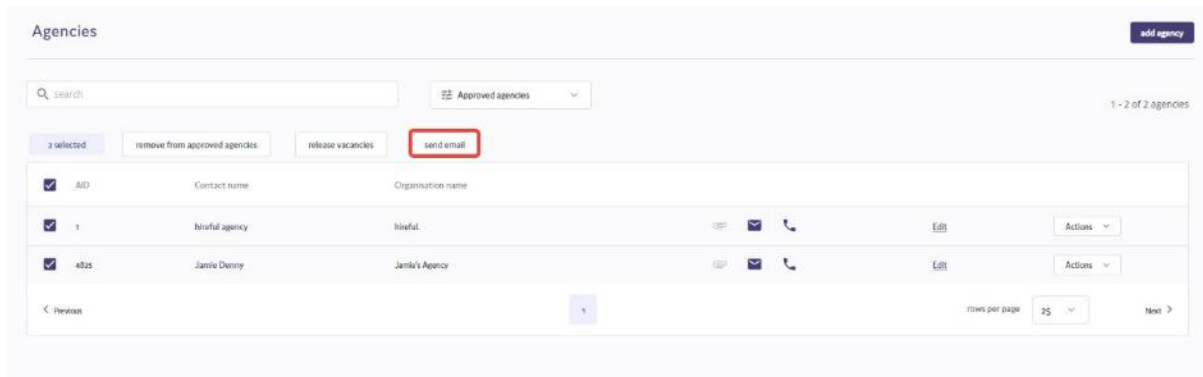 Agencies
add agency
search
Approved agencies
1 - 2 of 2 agencies
2 selected
remove from approved agencies
release vacancies
send email
AID Contact name Organisation name
1 hireful agency hireful. Edit Actions
4825 Jamie Denny Jamie's Agency Edit Actions
Previous 1 rows per page 25 Next